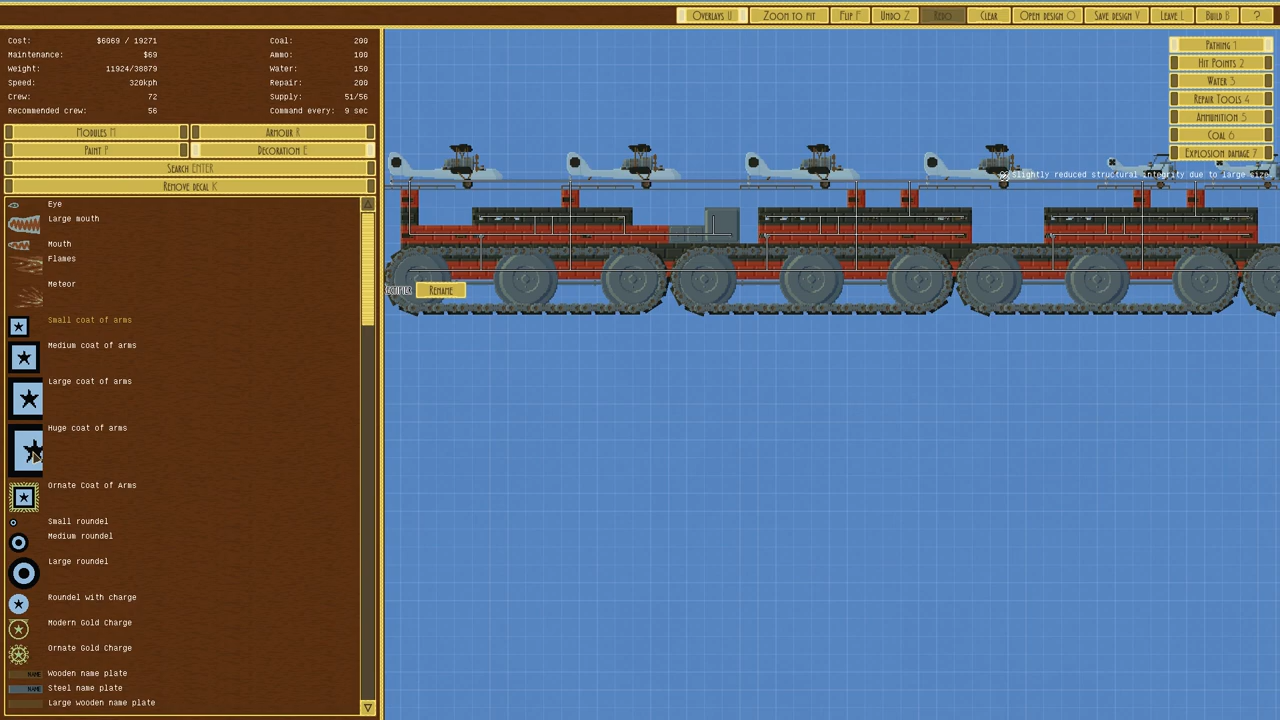 Overlays U Zoom to fit Flip F Undo Z Redo Clear Open design O Save design V Leave L Build B ?
Cost: $6069 / 19271 Coal: 200
Maintenance: $69 Ammo: 100
Weight: 11924/38879 Water: 150
Speed: 320kph Repair: 200
Crew: 72 Supply: 51/56
Recommended crew: 56 Command every: 9 sec
Modules M Armour R
Paint P Decoration E
Search ENTER
Remove decal K
Eye
Large mouth
Mouth
Flames
Meteor
Small coat of arms
Medium coat of arms
Large coat of arms
Huge coat of arms
Ornate Coat of Arms
Small roundel
Medium roundel
Large roundel
Roundel with charge
Modern Gold Charge
Ornate Gold Charge
NAME Wooden name plate
NAME Steel name plate
Large wooden name plate
Pathing 1
Hit Points 2
Water 3
Repair Tools 4
Ammunition 5
Coal 6
Explosion damage 7
Slightly reduced structural integrity due to large size.
Rename